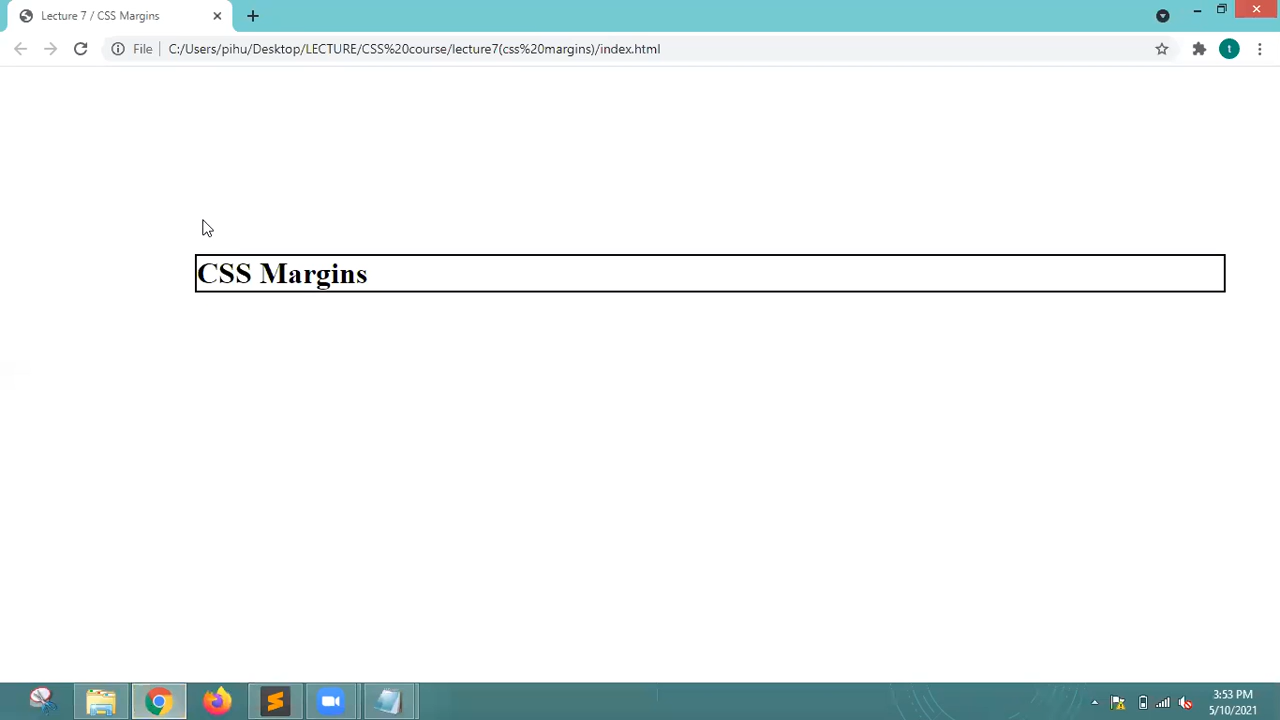 Lecture 7 / CSS Margins
File
C:/Users/pihu/Desktop/LECTURE/CSS%20course/lecture7(css%20margins)/index.html
t
CSS Margins
3:53 PM
5/10/2021